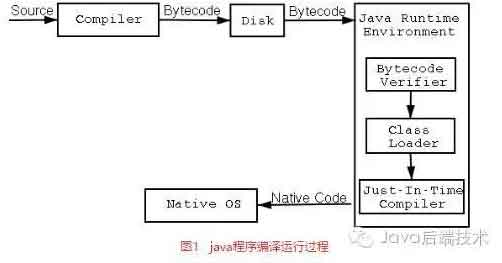 Source
Compiler
Bytecode
Disk
Bytecode
Java Runtime
Environment
Bytecode
Verifier
Class
Loader
Just-In-Time
Compiler
Native Code
Native OS
图1 java程序编译运行过程
Java后端技术